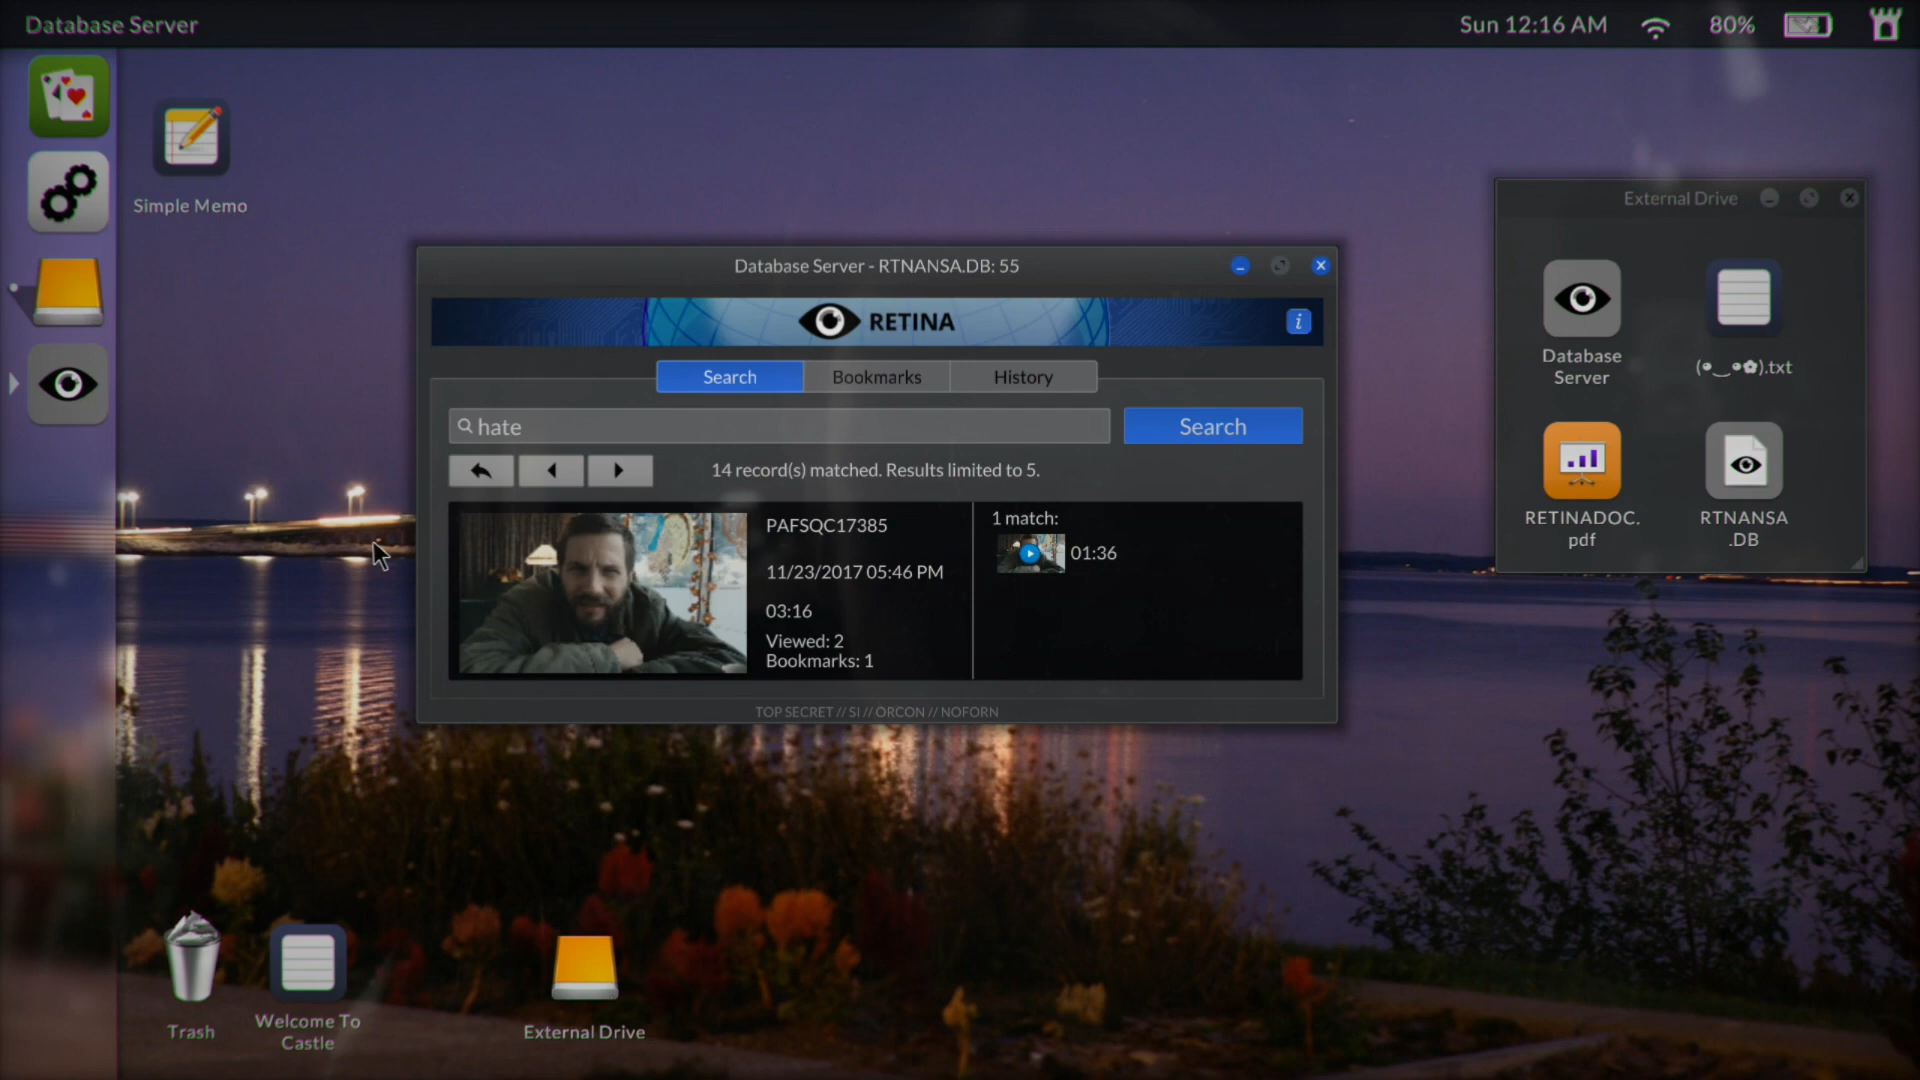 Database Server
Sun 12:16 AM
80%
Simple Memo
External Drive
Database
Server
(•‿•✿).txt
RETINADOC.
pdf
RTNANSA
.DB
Database Server - RTNANSA.DB: 55
RETINA
i
Search
Bookmarks
History
hate
Search
14 record(s) matched. Results limited to 5.
PAFSQC17385
11/23/2017 05:46 PM
03:16
Viewed: 2
Bookmarks: 1
1 match:
01:36
TOP SECRET // SI // ORCON // NOFORN
Trash
Welcome To
Castle
External Drive